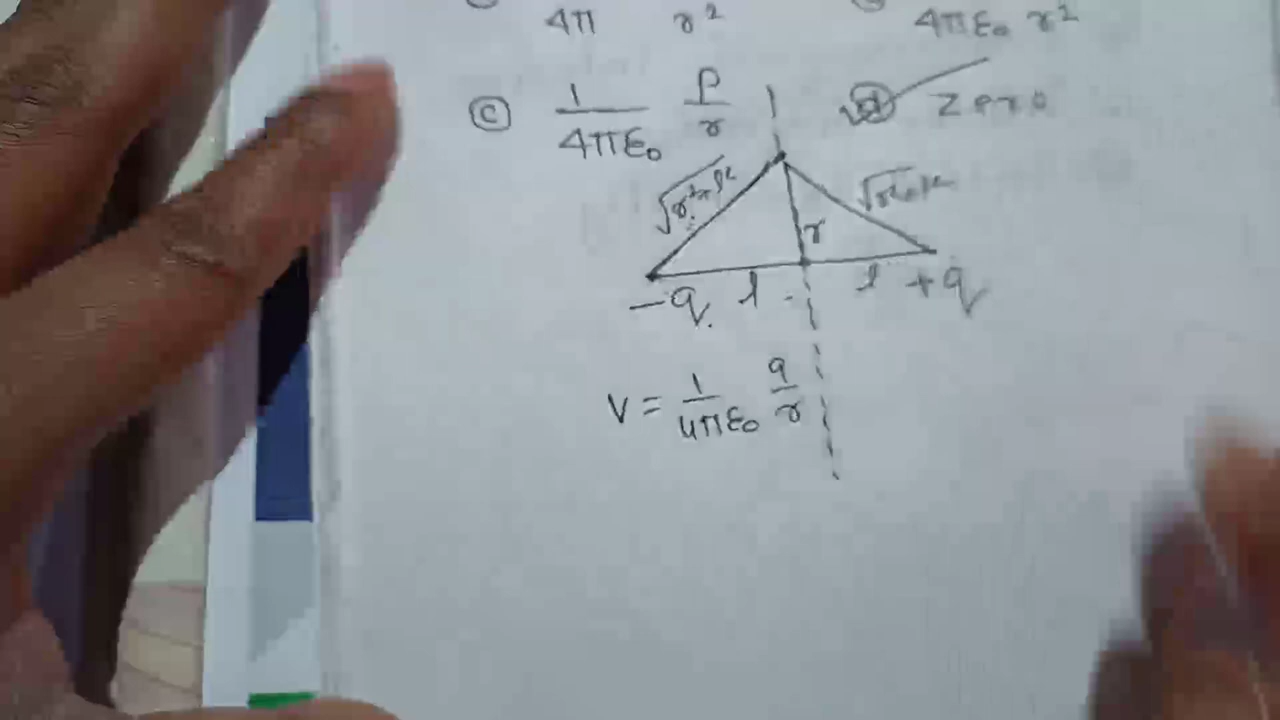 4π r² 4πε₀ r²
ⓒ 1/4πε₀ P/r ⓓ Zero
√r²+l² √r²+l²
r
-q l l +q
V = 1/4πε₀ q/r